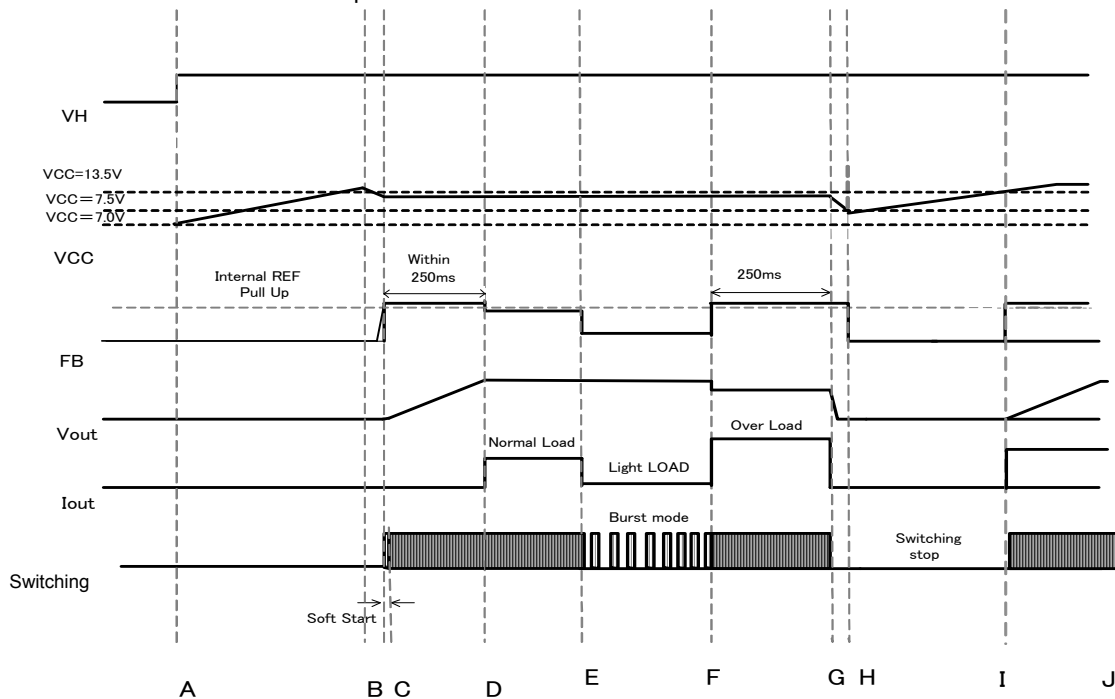 VH
VCC=13.5V
VCC=7.5V
VCC=7.0V
VCC
Internal REF
Pull Up
Within
250ms
250ms
FB
Vout
Normal Load
Light LOAD
Over Load
Iout
Burst mode
Switching
stop
Switching
Soft Start
A B C D E F G H I J